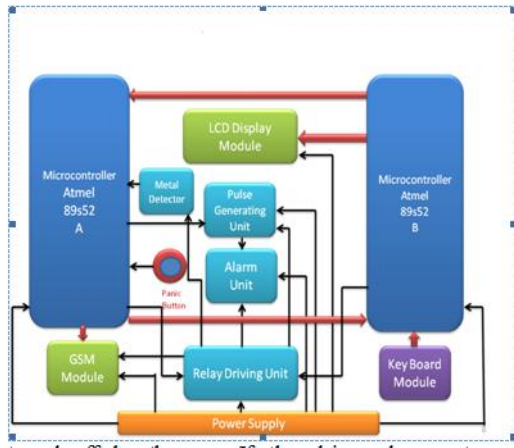 LCD Display
Module
Microcontroller
Atmel
89s52
A
Metal
Detector
Pulse
Generating
Unit
Microcontroller
Atmel
89s52
B
Alarm
Unit
Panic
Button
GSM
Module
Relay Driving Unit
Key Board
Module
Power Supply